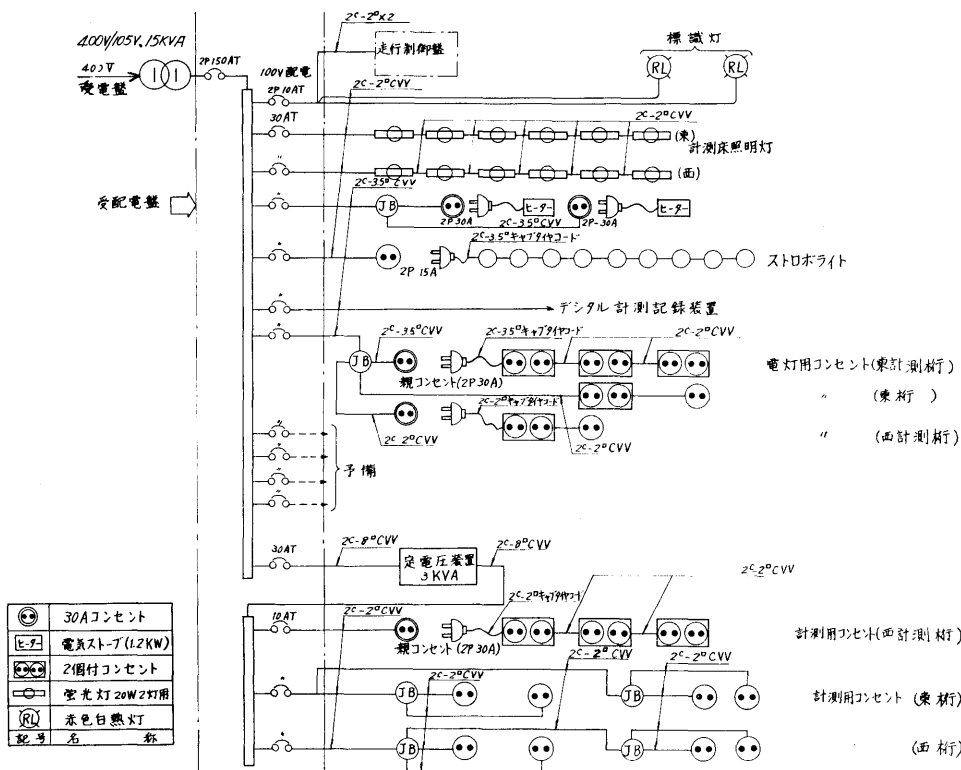 2C-2□×2
400V/105V, 15KVA
走行制御盤
標識灯
400V
受電盤
2P150AT
100V配電
2P10AT
RL RL
2C-2□CVV
30AT
2C-2□CVV
(東)
計測床照明灯
〃
(西)
2C-3.5□CVV
受配電盤
JB
ヒーター
ヒーター
2P30A
2C-3.5□CVV
2P-30A
2C-3.5□キャブタイヤコード
2P 15A
ストロボライト
デジタル計測記録装置
2C-3.5□CVV
2C-3.5□キャブタイヤコード
2C-2□CVV
JB
電灯用コンセント(東計測桁)
親コンセント(2P30A)
〃 (東桁)
2C-2□キャブタイヤコード
〃 (西計測桁)
2C-2□CVV
2C-2□CVV
予備
30AT
2C-8□CVV
定電圧装置
3KVA
2C-8□CVV
2C-2□CVV
10AT
2C-2□CVV
2C-2□キャブタイヤコード
計測用コンセント(西計測桁)
親コンセント(2P30A)
2C-2□CVV
2C-2□CVV
2C-2□CVV
JB
JB
計測用コンセント (東桁)
JB
JB
(西桁)
30Aコンセント
ヒーター 電気ストーブ(1.2KW)
2個付コンセント
蛍光灯20W2灯用
RL 赤色白熱灯
記号 名称